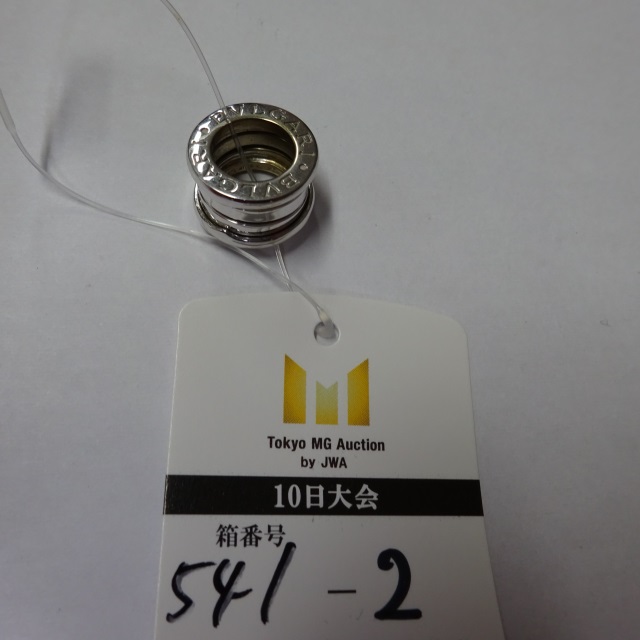 BVLGARI BVLGARI
Tokyo MG Auction
by JWA
10日大会
箱番号
541-2